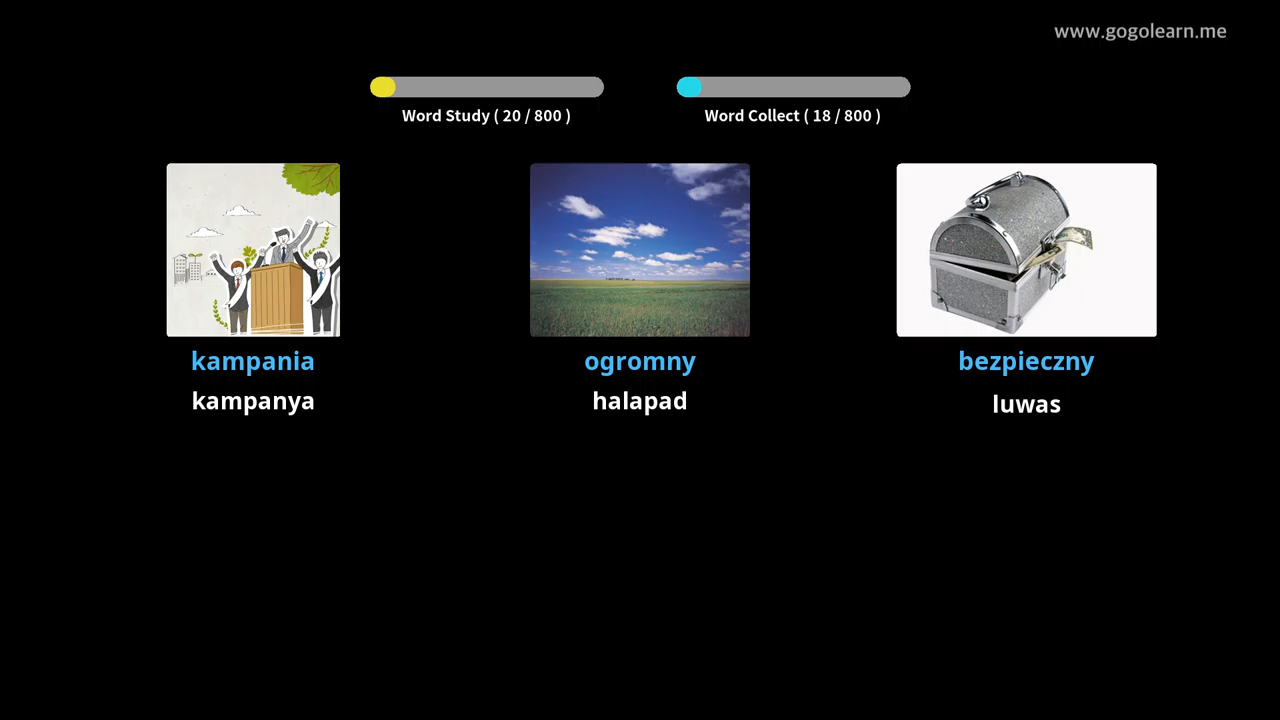 www.gogolearn.me
Word Study ( 20 / 800 )
Word Collect ( 18 / 800 )
kampania
kampanya
ogromny
halapad
bezpieczny
luwas